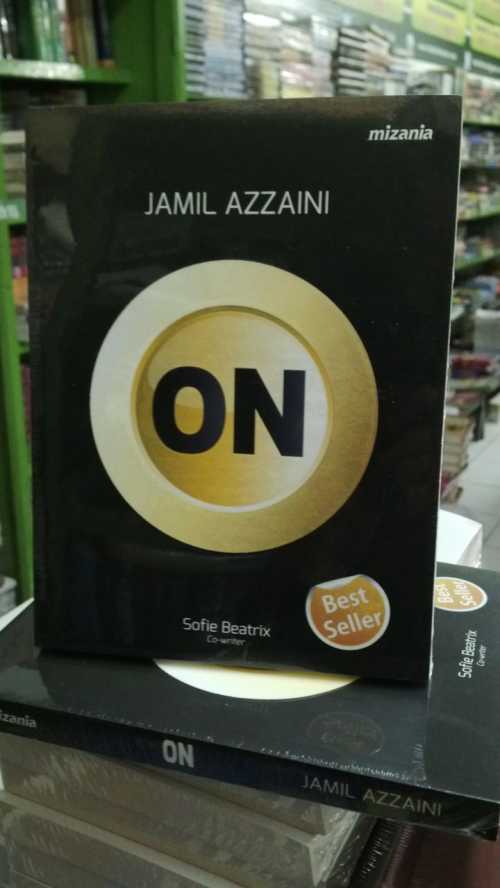 mizania
JAMIL AZZAINI
ON
Best
Seller
Sofie Beatrix
Co-writer
Best
Seller
Sofie Beatrix
Co-writer
ON
JAMIL AZZAINI